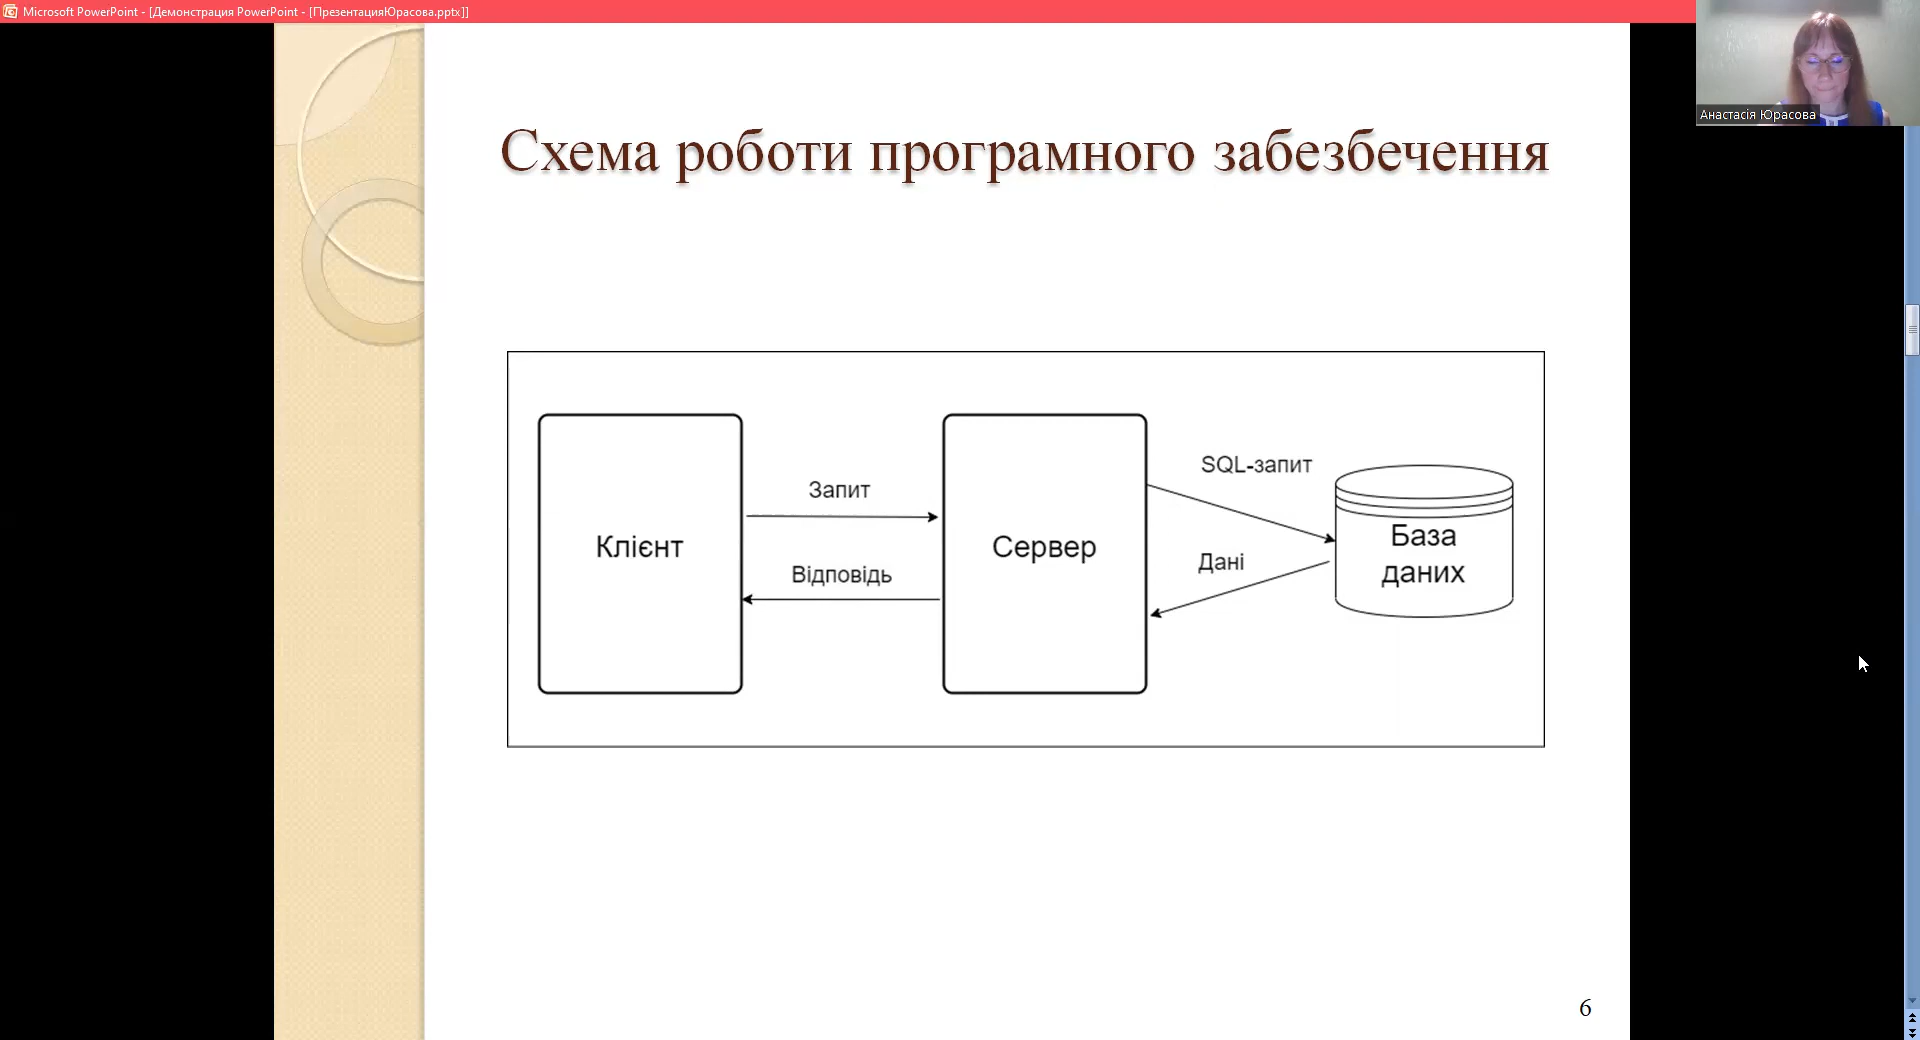 Microsoft PowerPoint - [Демонстрация PowerPoint - [ПрезентацияЮрасова.pptx]]
Анастасія Юрасова
Схема роботи програмного забезбечення
Клієнт
Запит
Відповідь
Сервер
SQL-запит
Дані
База
даних
6